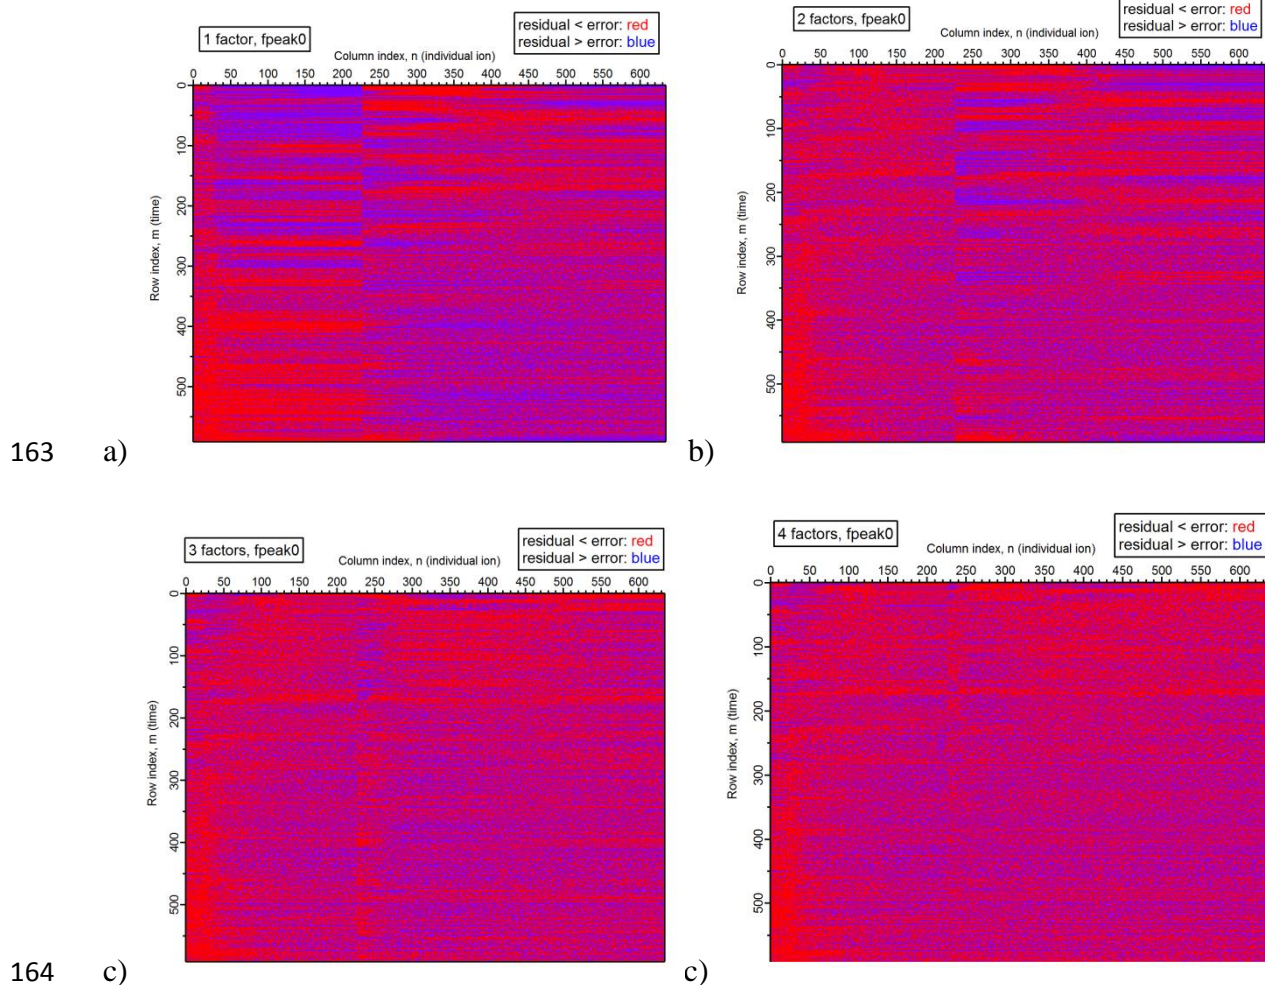 1 factor, fpeak0
residual < error: red
residual > error: blue
Column index, n (individual ion)
0 50 100 150 200 250 300 350 400 450 500 550 600
Row index, m (time)
0
100
200
300
400
500
163 a)
2 factors, fpeak0
residual < error: red
residual > error: blue
Column index, n (individual ion)
0 50 100 150 200 250 300 350 400 450 500 550 600
Row index, m (time)
0
100
200
300
400
500
b)
3 factors, fpeak0
residual < error: red
residual > error: blue
Column index, n (individual ion)
0 50 100 150 200 250 300 350 400 450 500 550 600
Row index, m (time)
0
100
200
300
400
500
164 c)
4 factors, fpeak0
residual < error: red
residual > error: blue
Column index, n (individual ion)
0 50 100 150 200 250 300 350 400 450 500 550 600
Row index, m (time)
0
100
200
300
400
500
c)